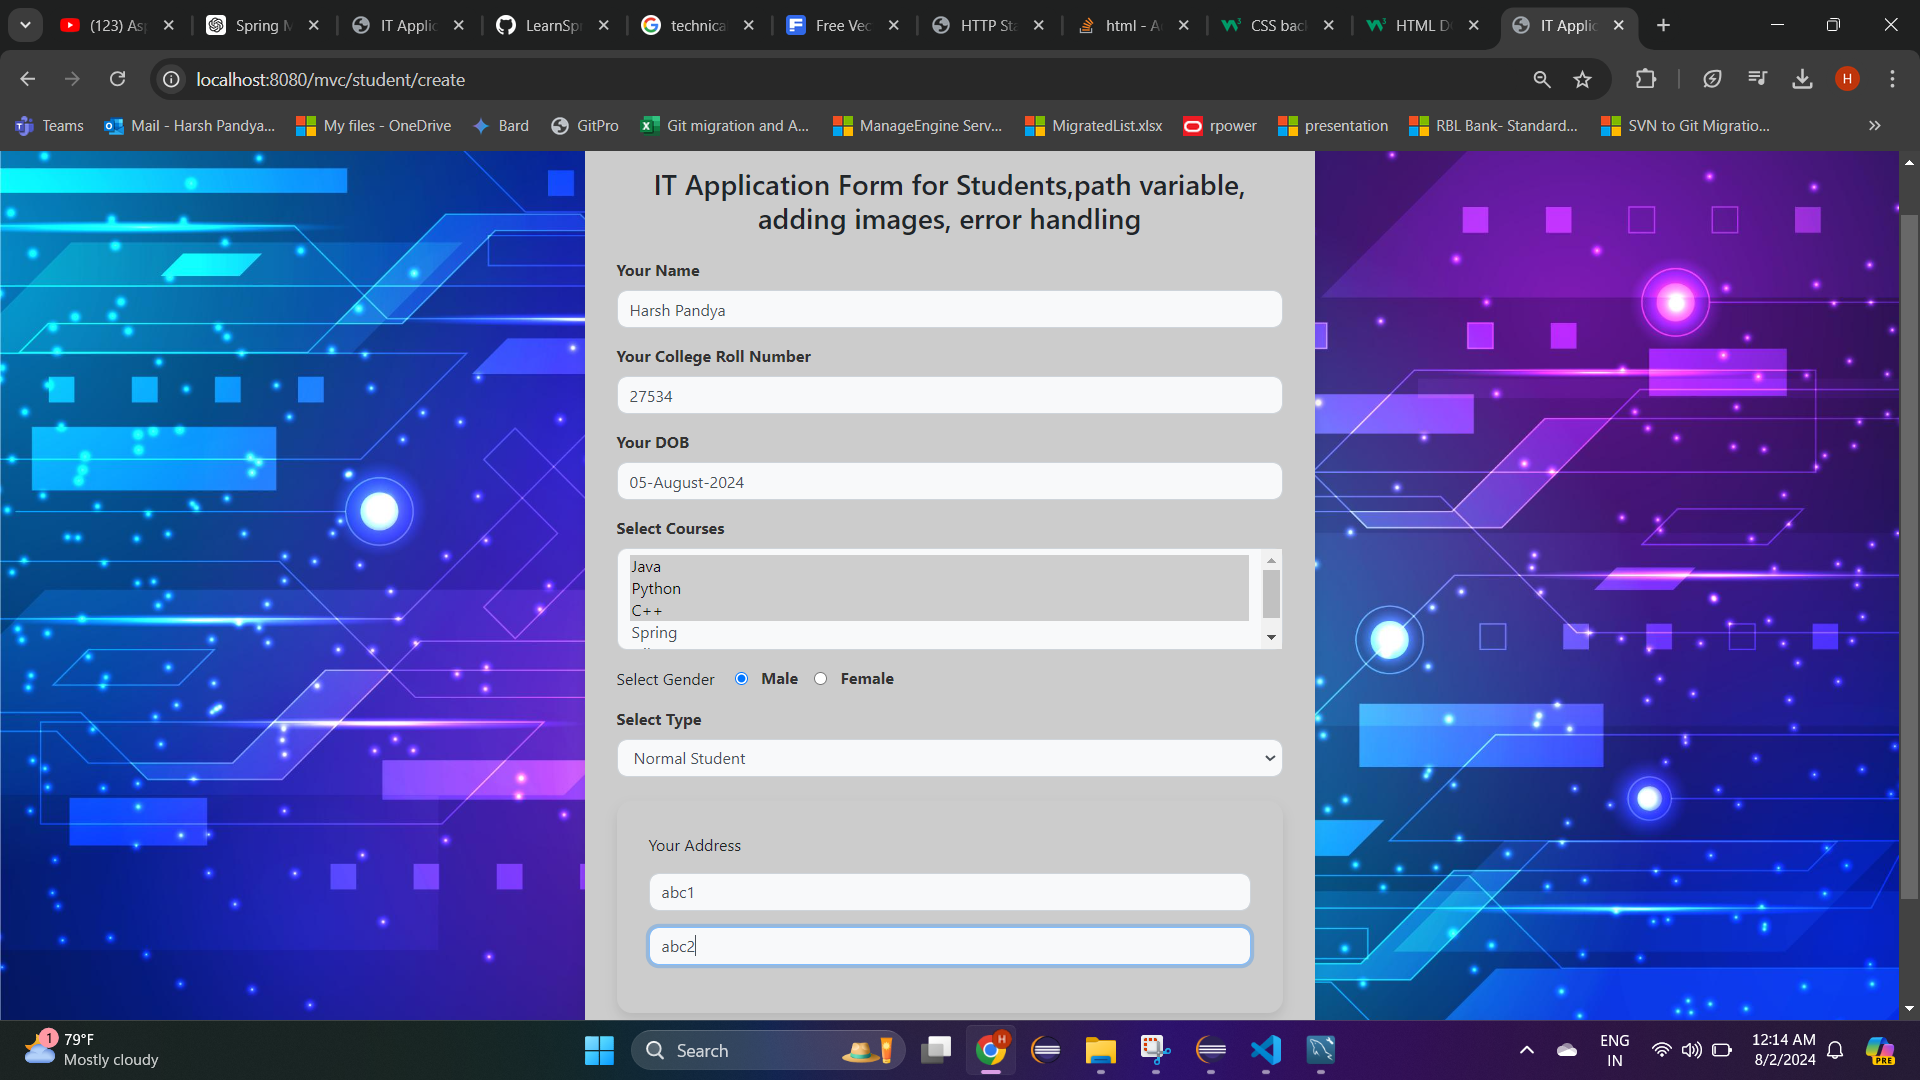 (123) As
Spring M
IT Applic
LearnSpr
technica
Free Vec
HTTP Sta
html - A
CSS bac
HTML D
IT Applic
localhost:8080/mvc/student/create
H
Teams
Mail - Harsh Pandya...
My files - OneDrive
Bard
GitPro
Git migration and A...
ManageEngine Serv...
MigratedList.xlsx
rpower
presentation
RBL Bank- Standard...
SVN to Git Migratio...
IT Application Form for Students,path variable,
adding images, error handling
Your Name
Harsh Pandya
Your College Roll Number
27534
Your DOB
05-August-2024
Select Courses
Java
Python
C++
Spring
Select Gender Male Female
Select Type
Normal Student
Your Address
abc1
abc2
1
79°F
Mostly cloudy
Search
H
ENG
IN
12:14 AM
8/2/2024
PRE